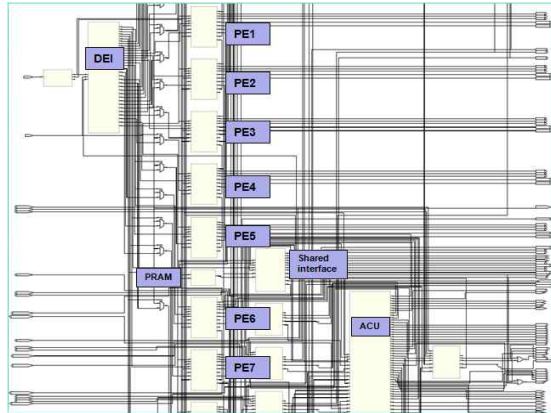 PE1
DEI
PE2
PE3
PE4
PE5
Shared
interface
PRAM
PE6
ACU
PE7